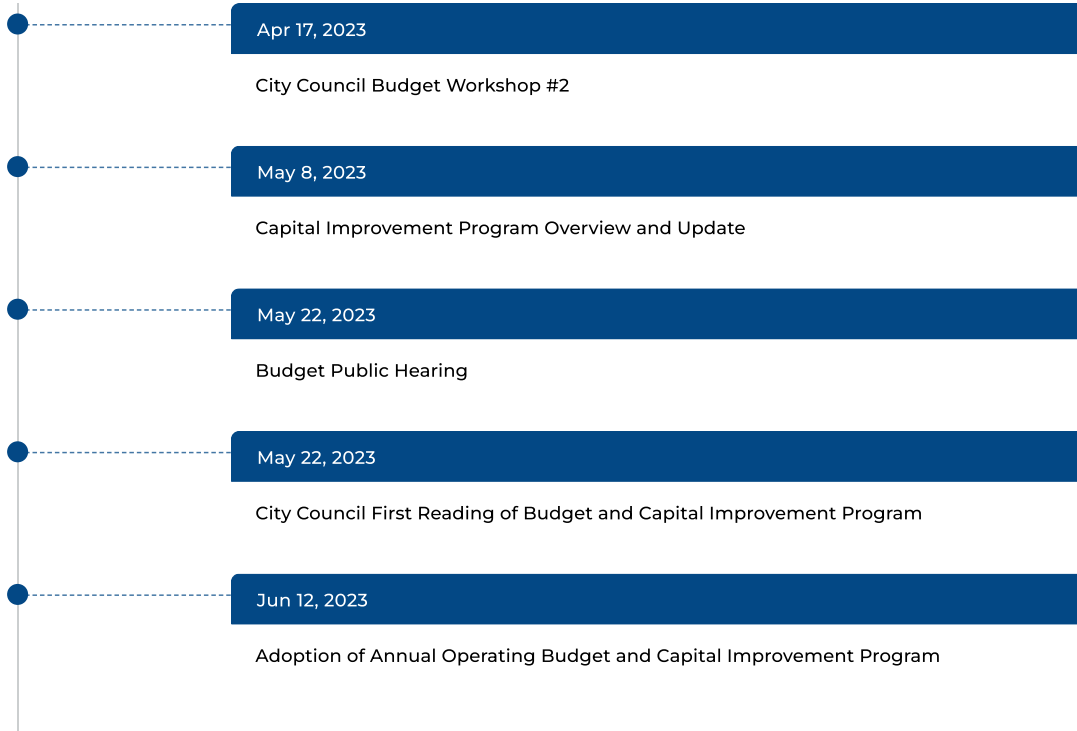 Apr 17, 2023
City Council Budget Workshop #2
May 8, 2023
Capital Improvement Program Overview and Update
May 22, 2023
Budget Public Hearing
May 22, 2023
City Council First Reading of Budget and Capital Improvement Program
Jun 12, 2023
Adoption of Annual Operating Budget and Capital Improvement Program